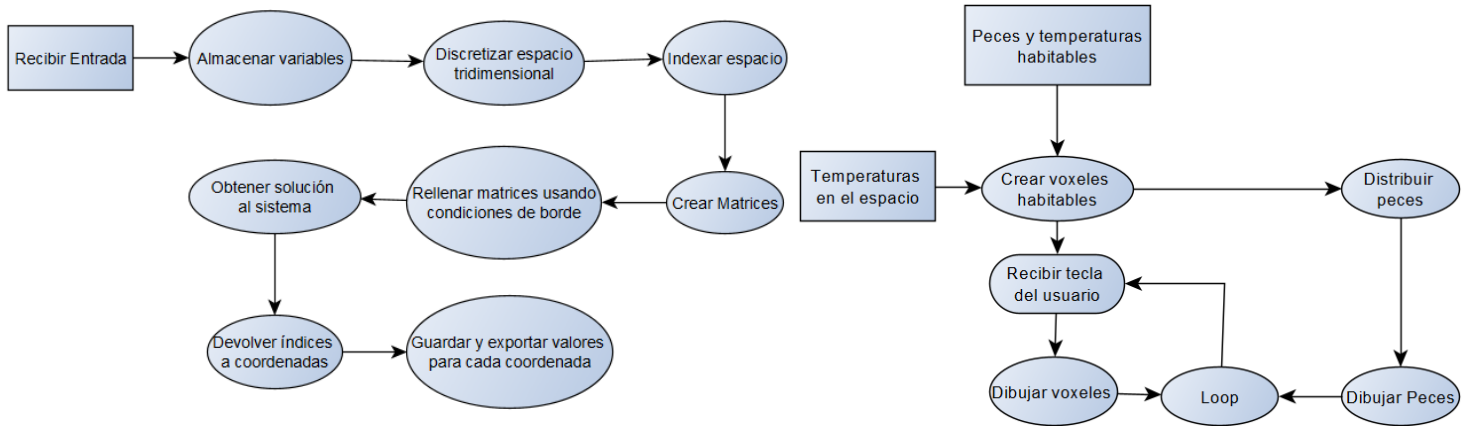 Recibir Entrada
Almacenar variables
Discretizar espacio
tridimensional
Indexar espacio
Crear Matrices
Rellenar matrices usando
condiciones de borde
Obtener solución
al sistema
Devolver índices
a coordenadas
Guardar y exportar valores
para cada coordenada
Peces y temperaturas
habitables
Temperaturas
en el espacio
Crear voxeles
habitables
Distribuir
peces
Recibir tecla
del usuario
Dibujar voxeles
Loop
Dibujar Peces